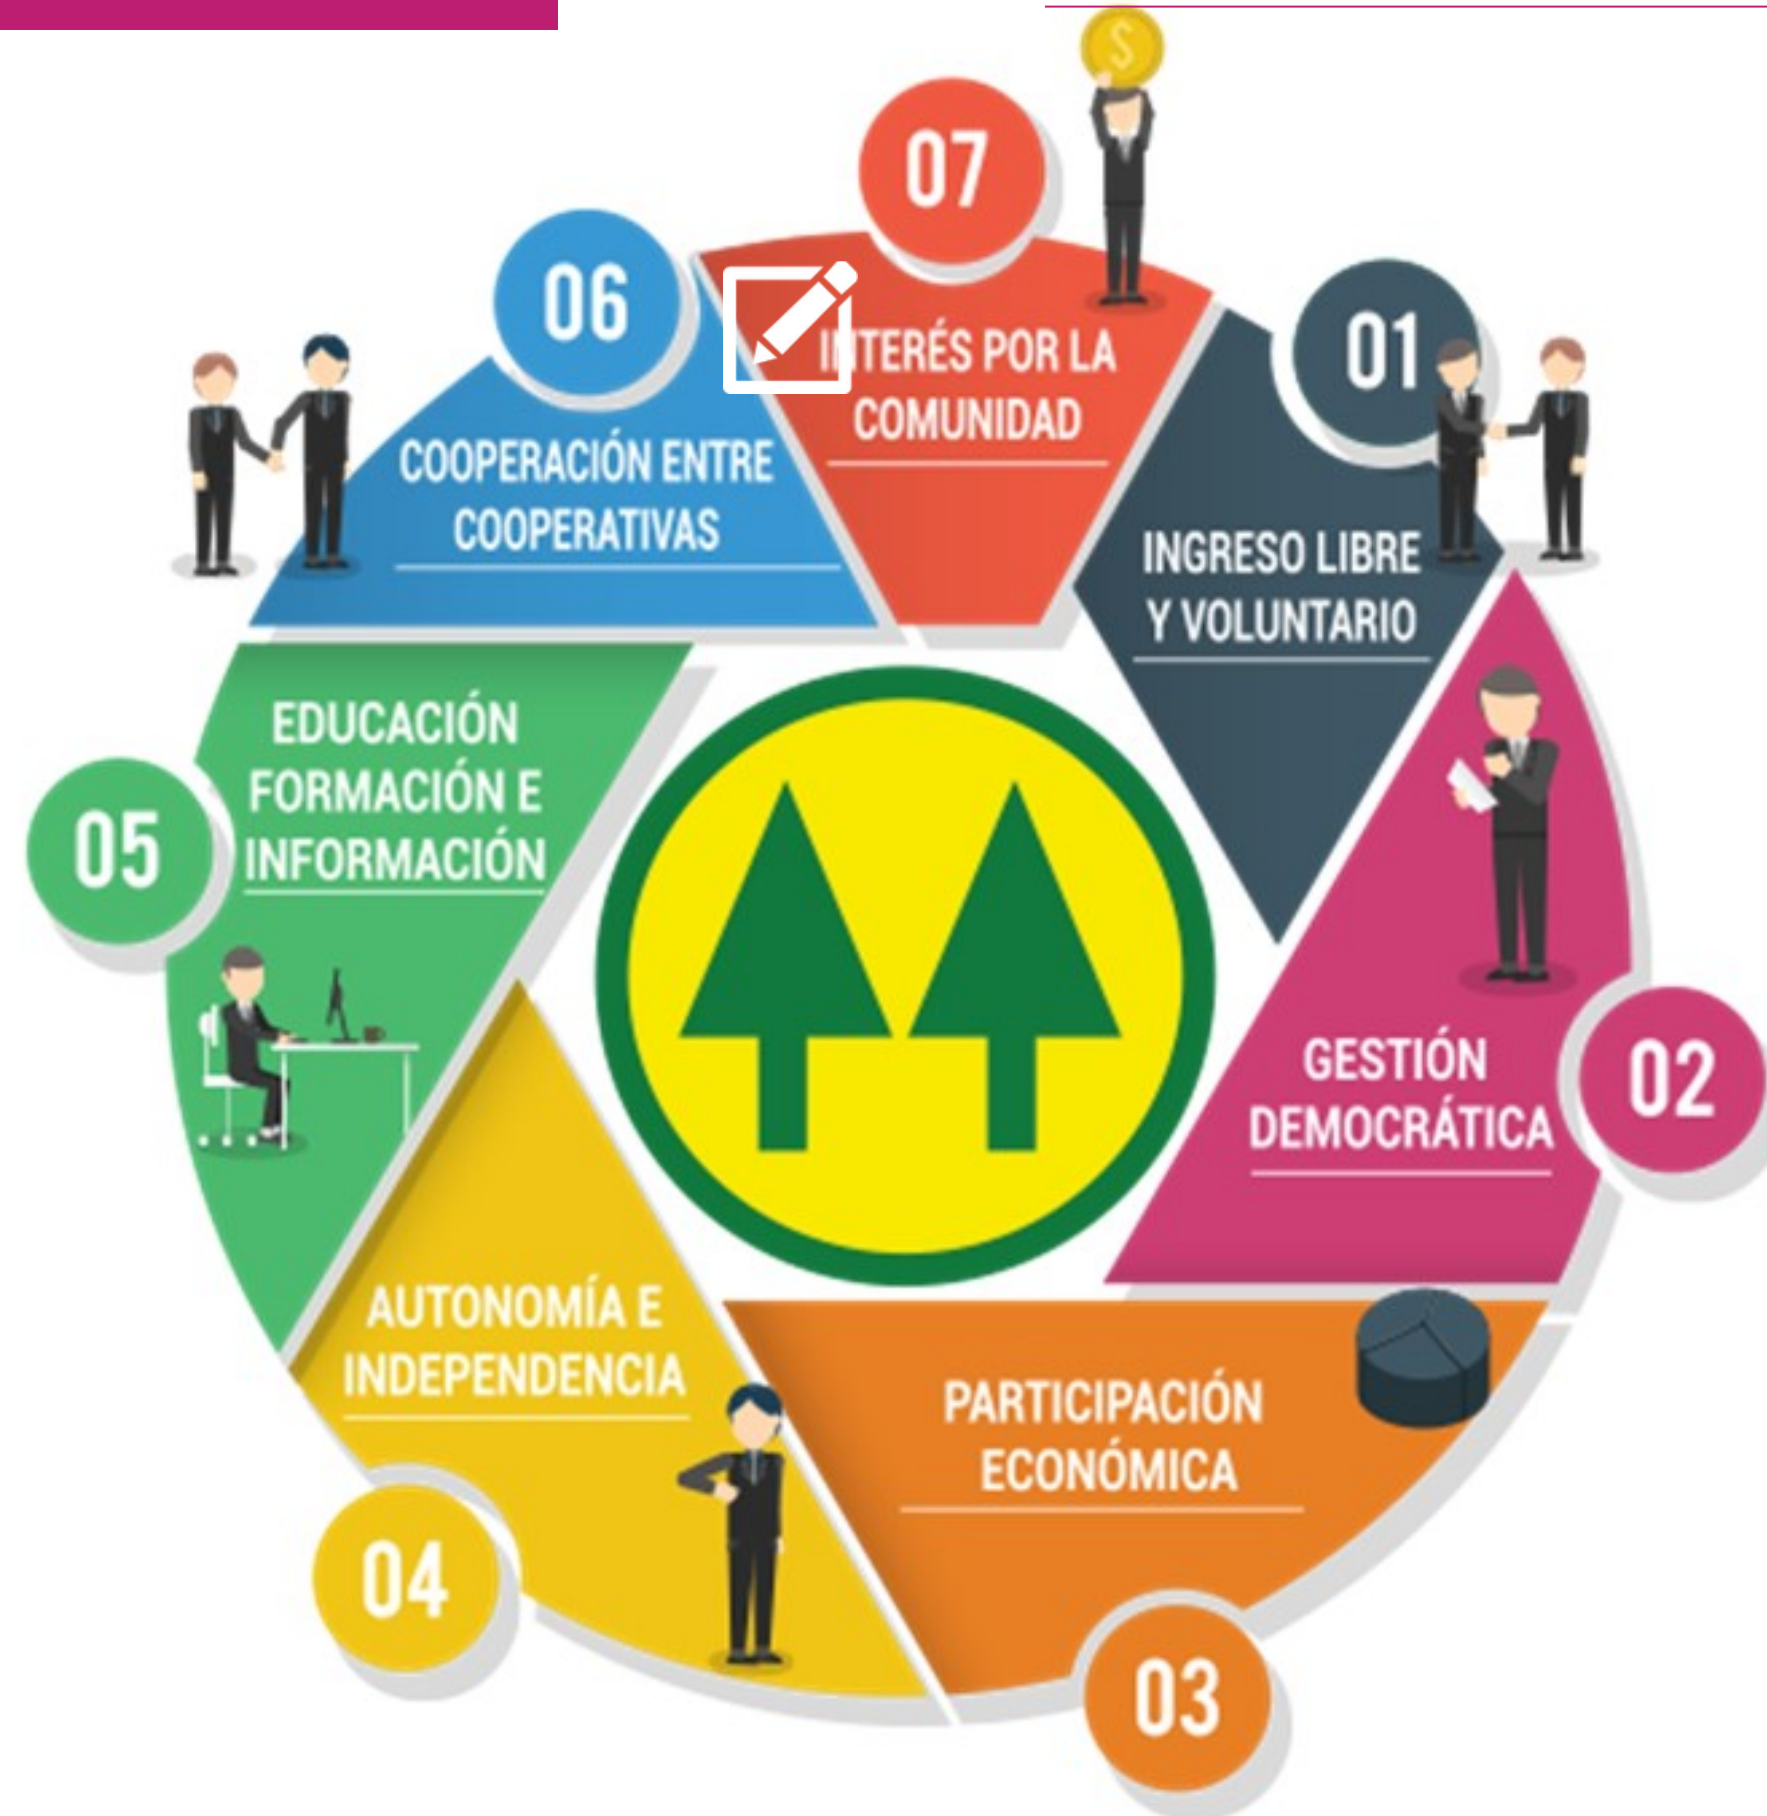 07
INTERÉS POR LA
COMUNIDAD
01
INGRESO LIBRE
Y VOLUNTARIO
02
GESTIÓN
DEMOCRÁTICA
03
PARTICIPACIÓN
ECONÓMICA
04
AUTONOMÍA E
INDEPENDENCIA
05
EDUCACIÓN
FORMACIÓN E
INFORMACIÓN
06
COOPERACIÓN ENTRE
COOPERATIVAS
$